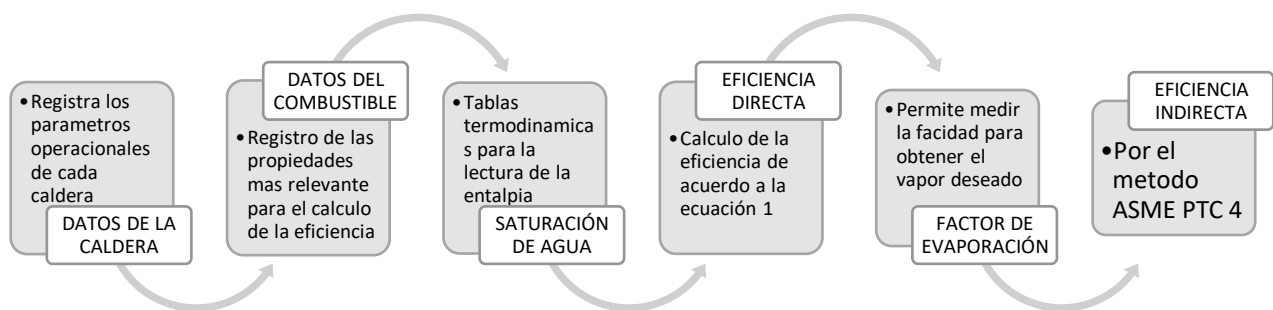 •Registra los
parametros
operacionales
de cada
caldera
DATOS DE LA
CALDERA
DATOS DEL
COMBUSTIBLE
•Registro de las
propiedades
mas relevante
para el calculo
de la eficiencia
•Tablas
termodinamica
s para la
lectura de la
entalpia
SATURACIÓN
DE AGUA
EFICIENCIA
DIRECTA
•Calculo de la
eficiencia de
acuerdo a la
ecuación 1
•Permite medir
la facidad para
obtener el
vapor deseado
FACTOR DE
EVAPORACIÓN
EFICIENCIA
INDIRECTA
•Por el
metodo
ASME PTC 4